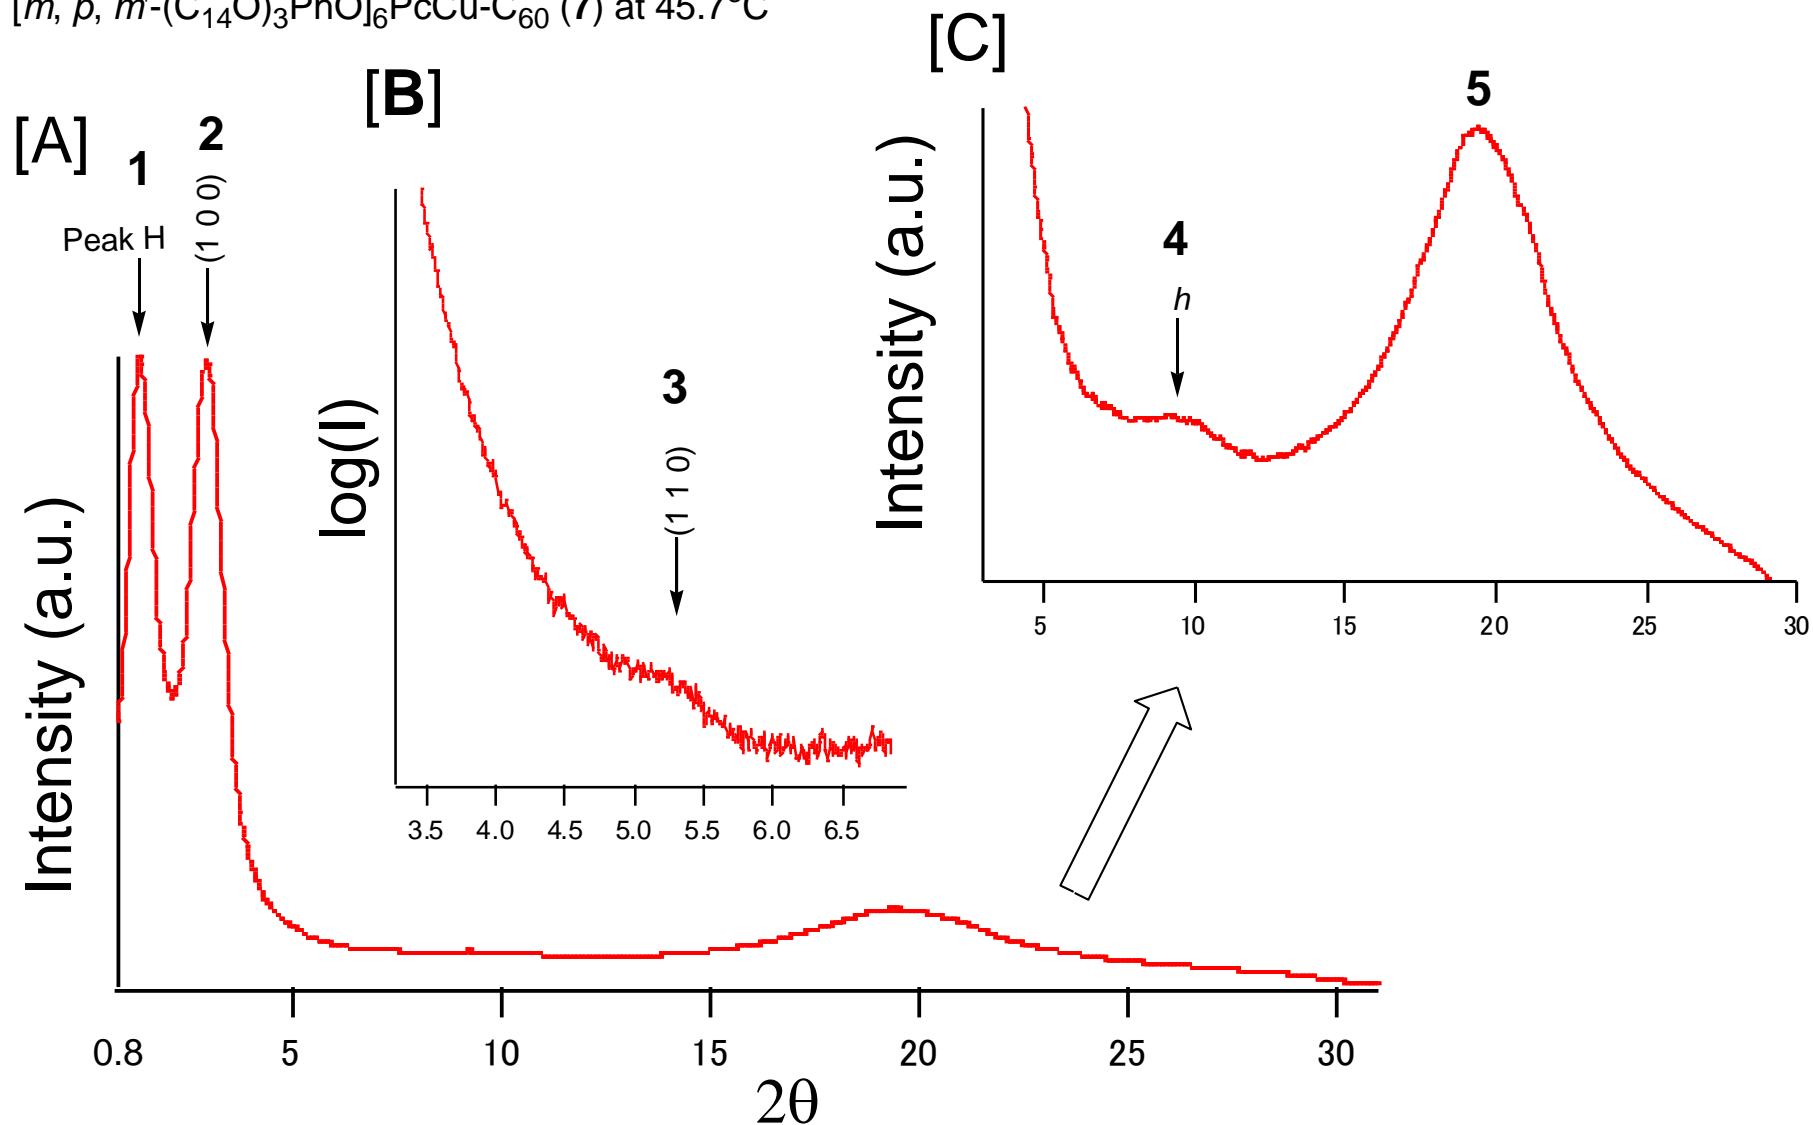 [m, p, m'-(C₁₄O)₃PhO]₆PcCu-C₆₀ (7) at 45.7°C
[A]
1
Peak H
2
(1 0 0)
Intensity (a.u.)
0.8 5 10 15 20 25 30
2θ
[B]
log(I)
3
(1 1 0)
3.5 4.0 4.5 5.0 5.5 6.0 6.5
[C]
Intensity (a.u.)
4
h
5
5 10 15 20 25 30